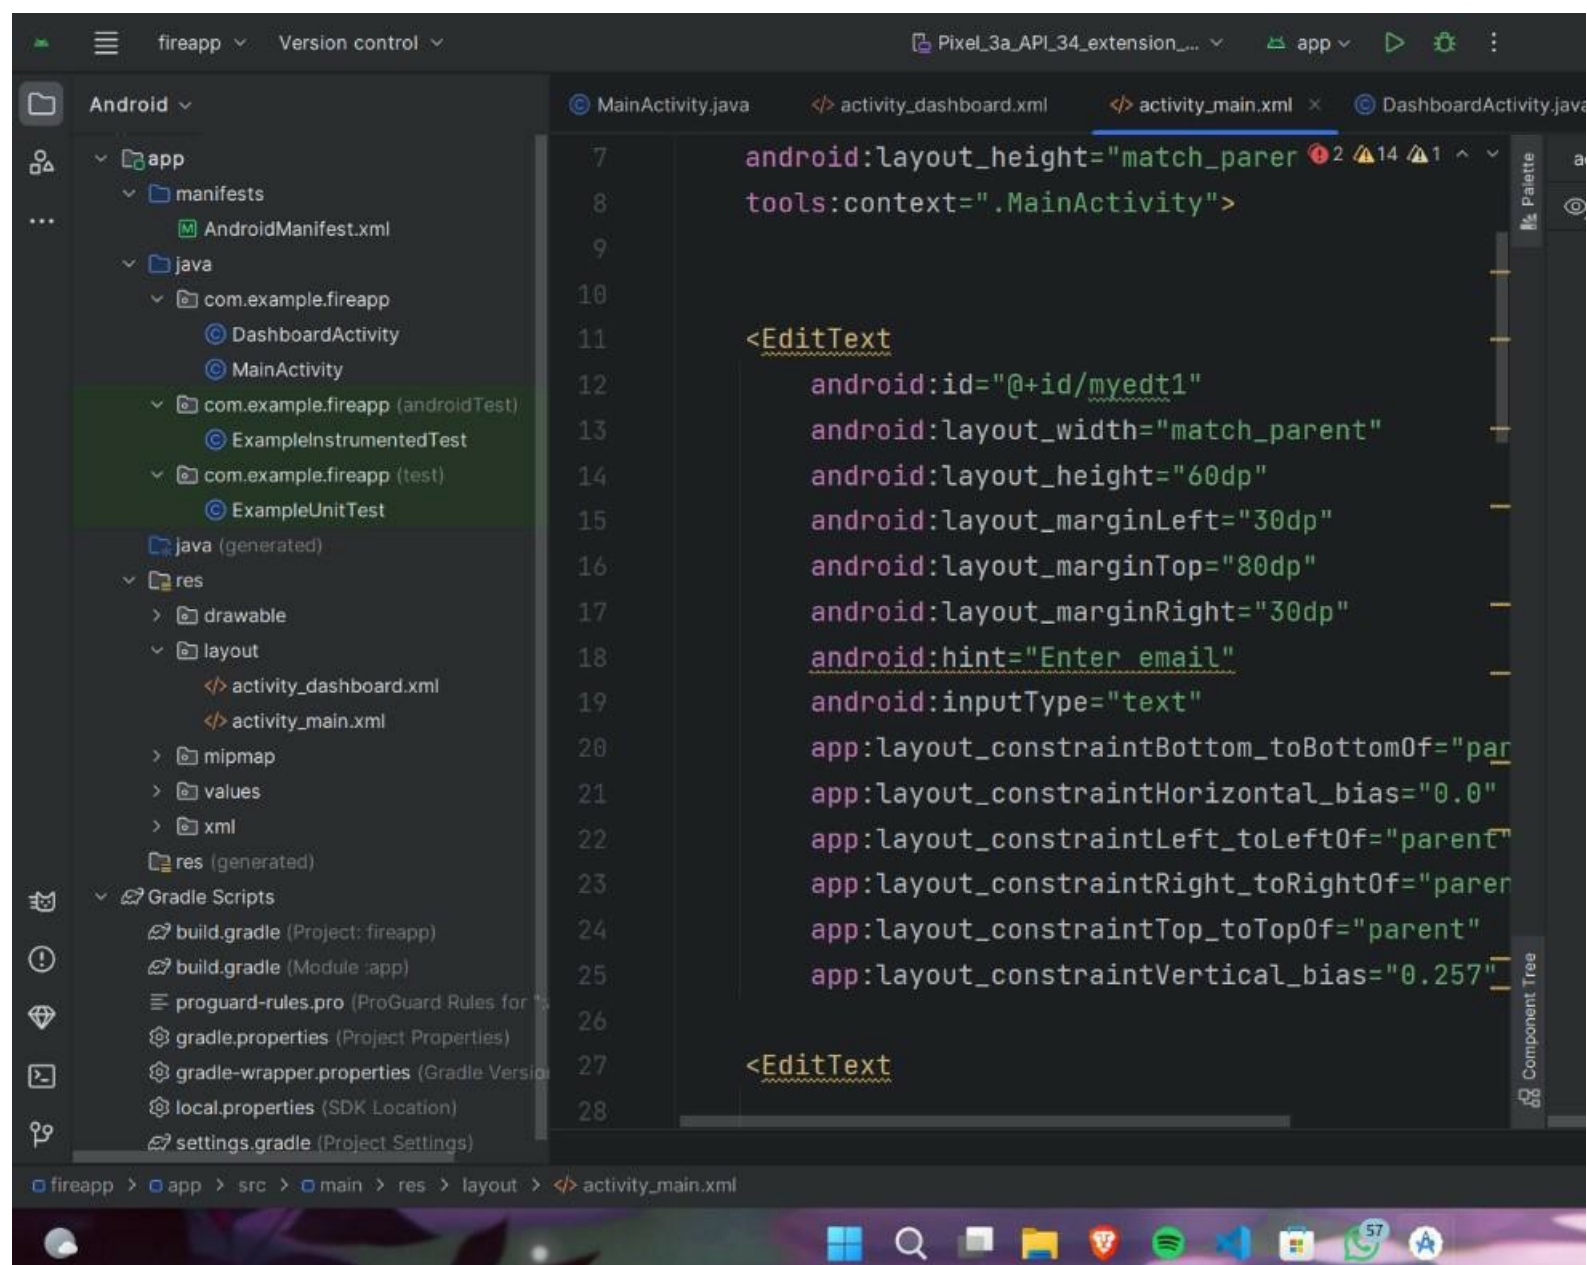 fireapp Version control Pixel_3a_API_34_extension_... app
Android
MainActivity.java activity_dashboard.xml activity_main.xml DashboardActivity.java
app
manifests
AndroidManifest.xml
java
com.example.fireapp
DashboardActivity
MainActivity
com.example.fireapp (androidTest)
ExampleInstrumentedTest
com.example.fireapp (test)
ExampleUnitTest
java (generated)
res
drawable
layout
activity_dashboard.xml
activity_main.xml
mipmap
values
xml
res (generated)
Gradle Scripts
build.gradle (Project: fireapp)
build.gradle (Module :app)
proguard-rules.pro (ProGuard Rules for ":
gradle.properties (Project Properties)
gradle-wrapper.properties (Gradle Versio
local.properties (SDK Location)
settings.gradle (Project Settings)
7 android:layout_height="match_paren 2 14 1
8 tools:context=".MainActivity">
9
10
11 <EditText
12 android:id="@+id/myedt1"
13 android:layout_width="match_parent"
14 android:layout_height="60dp"
15 android:layout_marginLeft="30dp"
16 android:layout_marginTop="80dp"
17 android:layout_marginRight="30dp"
18 android:hint="Enter email"
19 android:inputType="text"
20 app:layout_constraintBottom_toBottomOf="par
21 app:layout_constraintHorizontal_bias="0.0"
22 app:layout_constraintLeft_toLeftOf="parent"
23 app:layout_constraintRight_toRightOf="paren
24 app:layout_constraintTop_toTopOf="parent"
25 app:layout_constraintVertical_bias="0.257"
26
27 <EditText
28
Palette
Component Tree
fireapp > app > src > main > res > layout > activity_main.xml
57